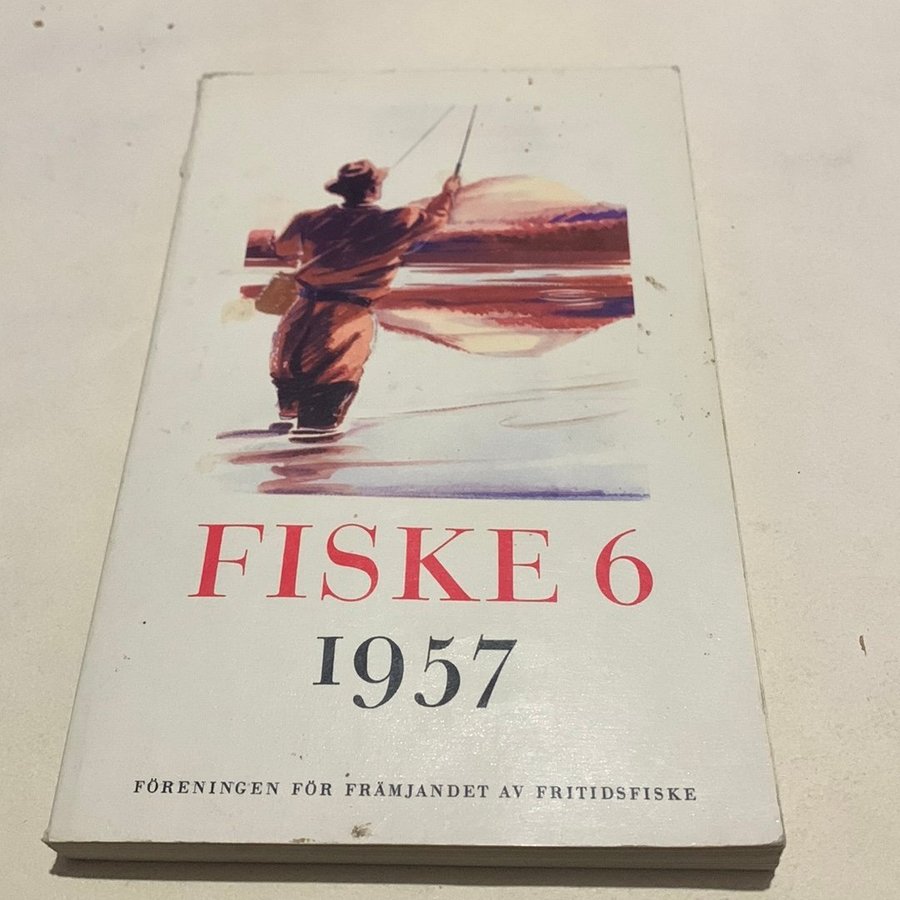 FISKE 6
1957
FÖRENINGEN FÖR FRÄMJANDET AV FRITIDSFISKE